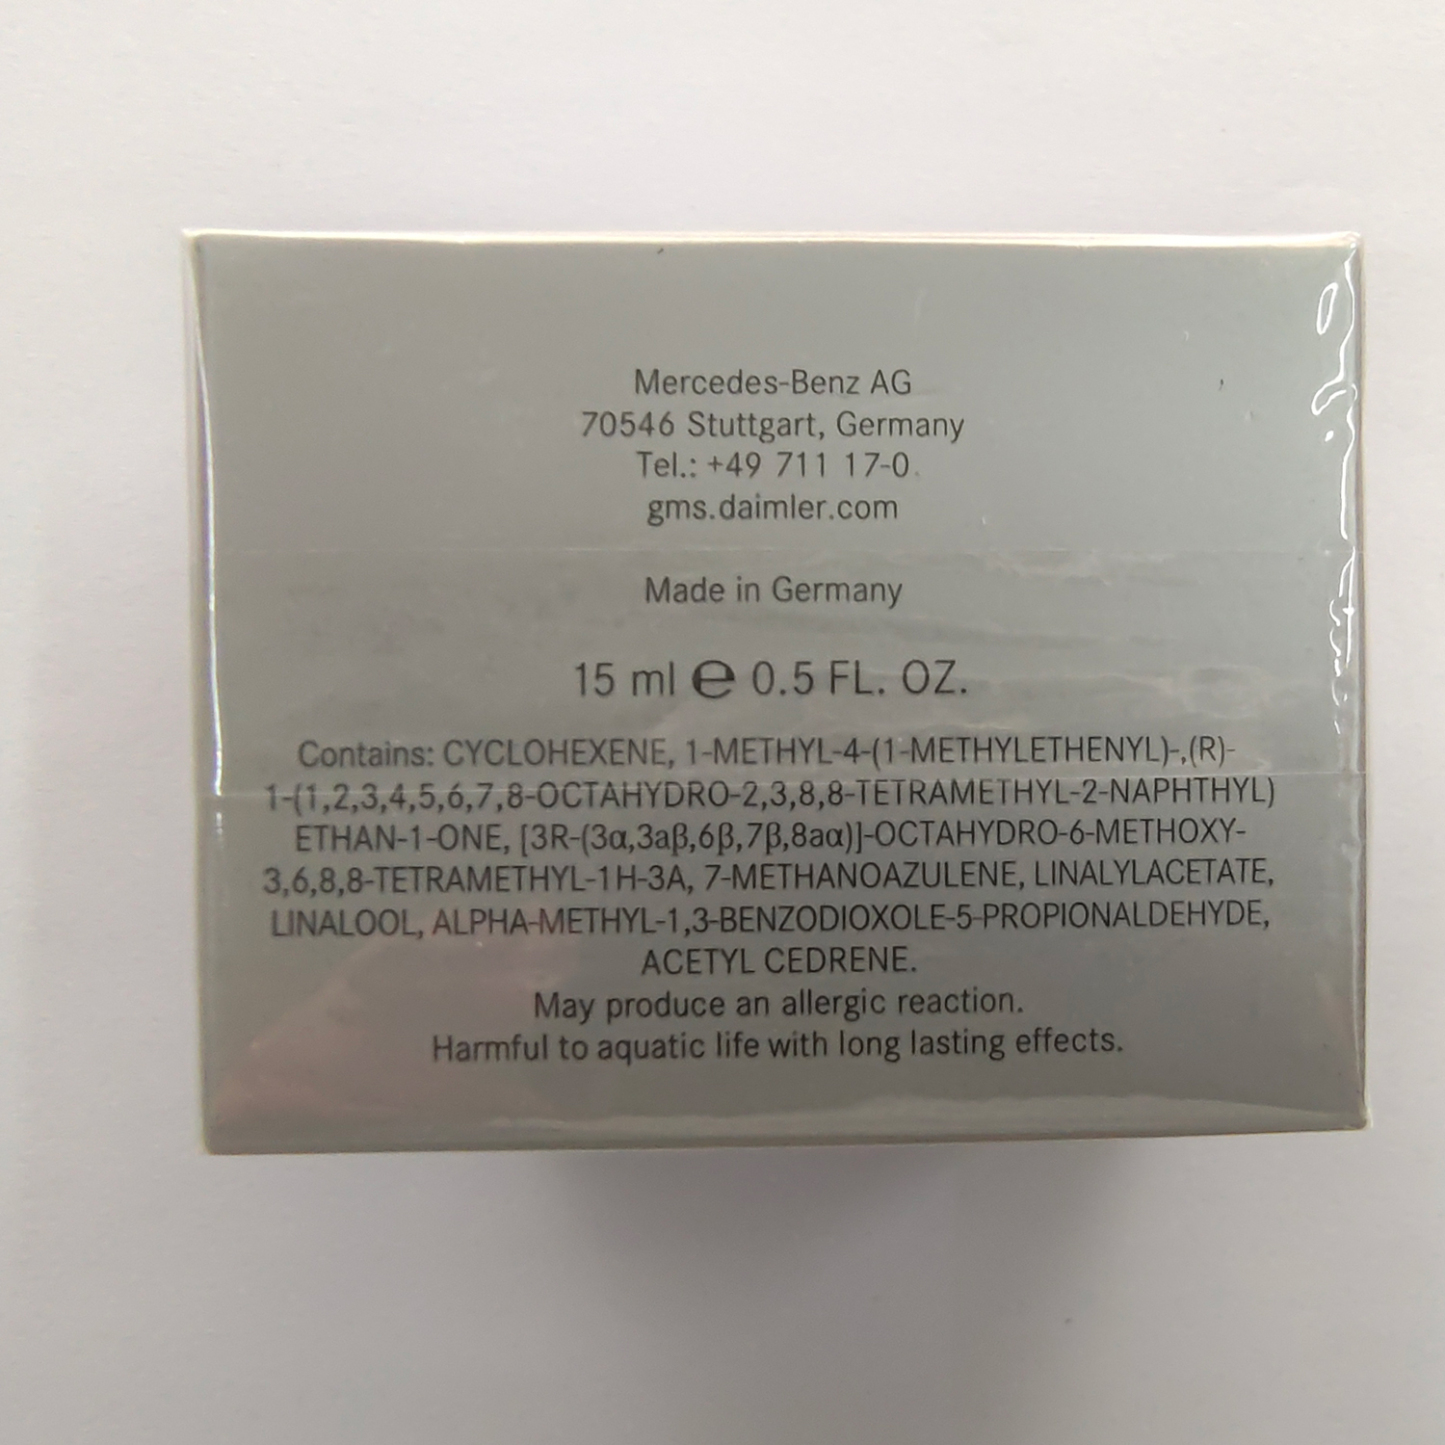 Mercedes-Benz AG
70546 Stuttgart, Germany
Tel.: +49 711 17-0
gms.daimler.com
Made in Germany
15 ml ℮ 0.5 FL. OZ.
Contains: CYCLOHEXENE, 1-METHYL-4-(1-METHYLETHENYL)-,(R)-
1-(1,2,3,4,5,6,7,8-OCTAHYDRO-2,3,8,8-TETRAMETHYL-2-NAPHTHYL)
ETHAN-1-ONE, [3R-(3α,3aβ,6β,7β,8aα)]-OCTAHYDRO-6-METHOXY-
3,6,8,8-TETRAMETHYL-1H-3A, 7-METHANOAZULENE, LINALYLACETATE,
LINALOOL, ALPHA-METHYL-1,3-BENZODIOXOLE-5-PROPIONALDEHYDE,
ACETYL CEDRENE.
May produce an allergic reaction.
Harmful to aquatic life with long lasting effects.